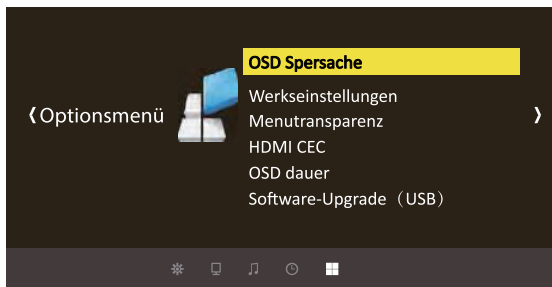 Optionsmenü
OSD Spersache
Werkseinstellungen
Menutransparenz
HDMI CEC
OSD dauer
Software-Upgrade（USB）